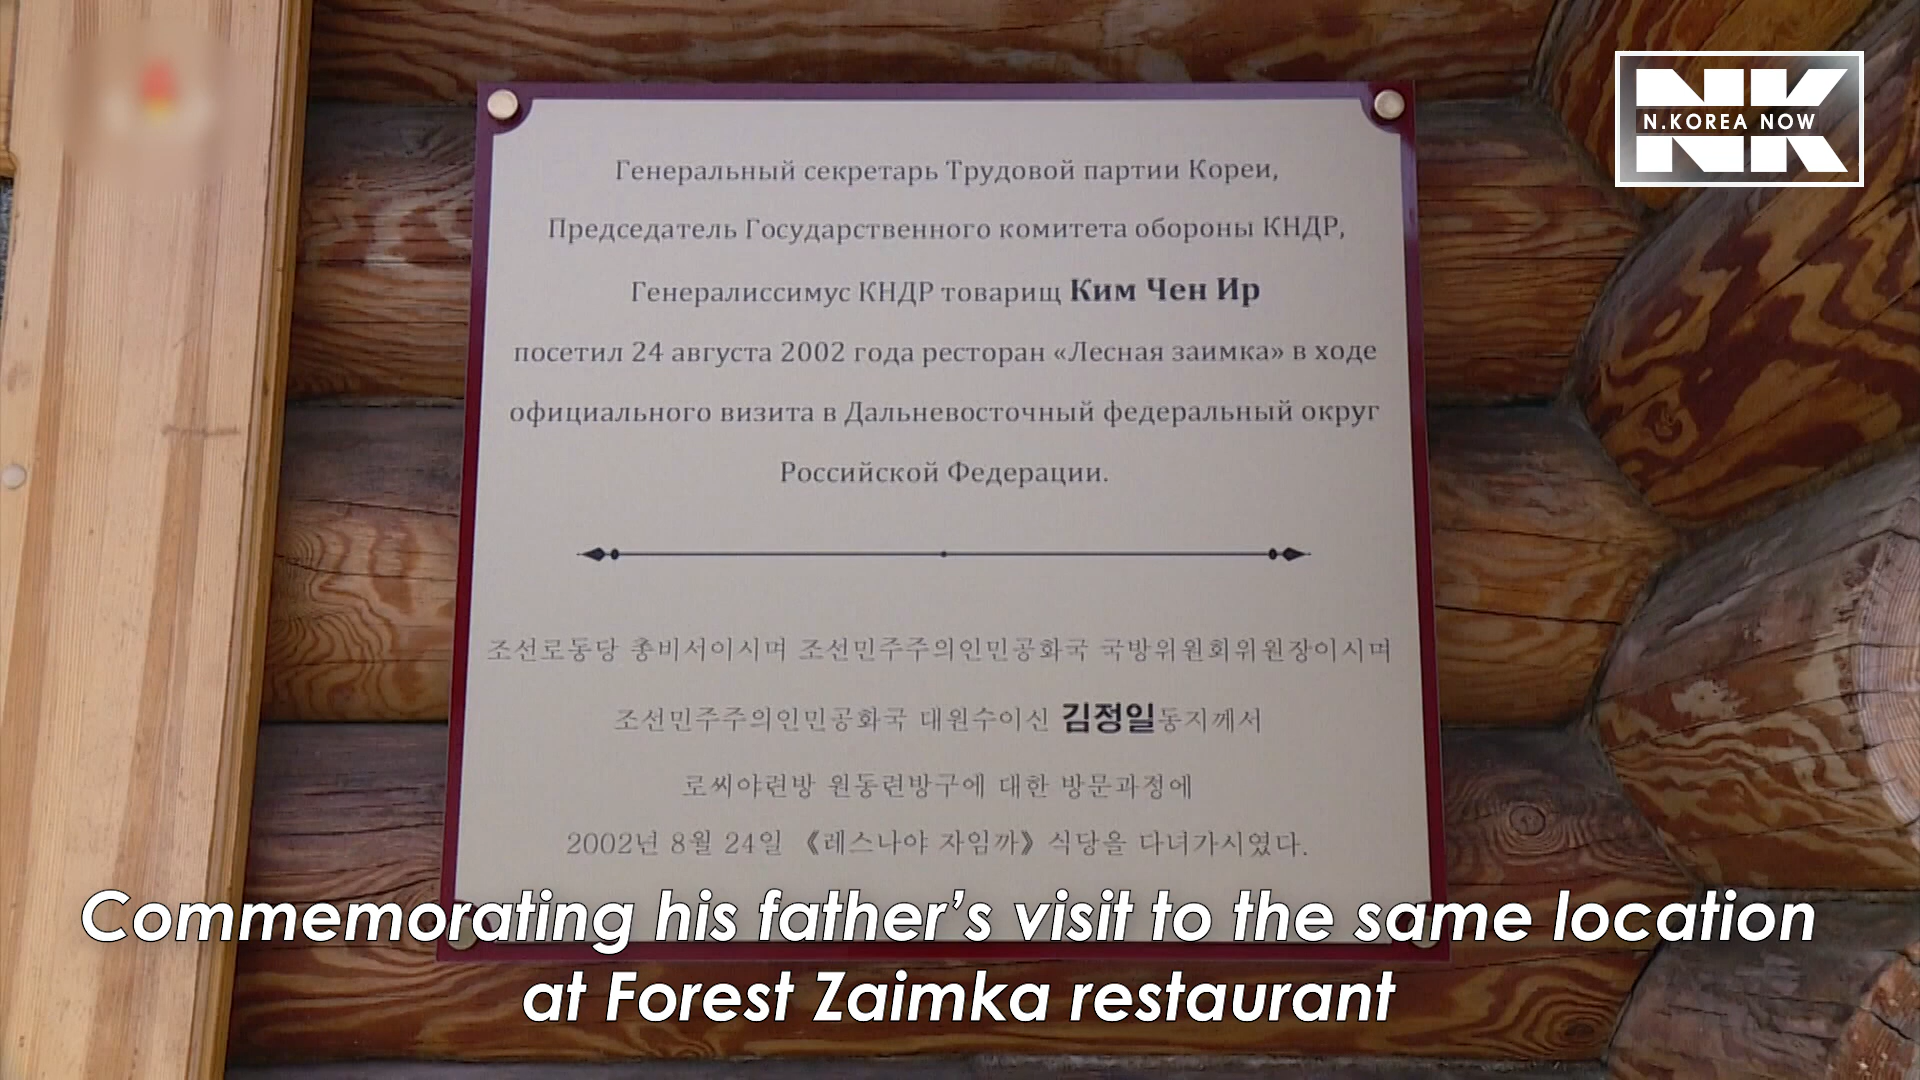 NK
N.KOREA NOW
Генеральный секретарь Трудовой партии Кореи,
Председатель Государственного комитета обороны КНДР,
Генералиссимус КНДР товарищ Ким Чен Ир
посетил 24 августа 2002 года ресторан «Лесная заимка» в ходе
официального визита в Дальневосточный федеральный округ
Российской Федерации.
조선로동당 총비서이시며 조선민주주의인민공화국 국방위원회위원장이시며
조선민주주의인민공화국 대원수이신 김정일동지께서
로씨야련방 원동련방구에 대한 방문과정에
2002년 8월 24일 《레스나야 자임까》 식당을 다녀가시였다.
Commemorating his father's visit to the same location
at Forest Zaimka restaurant